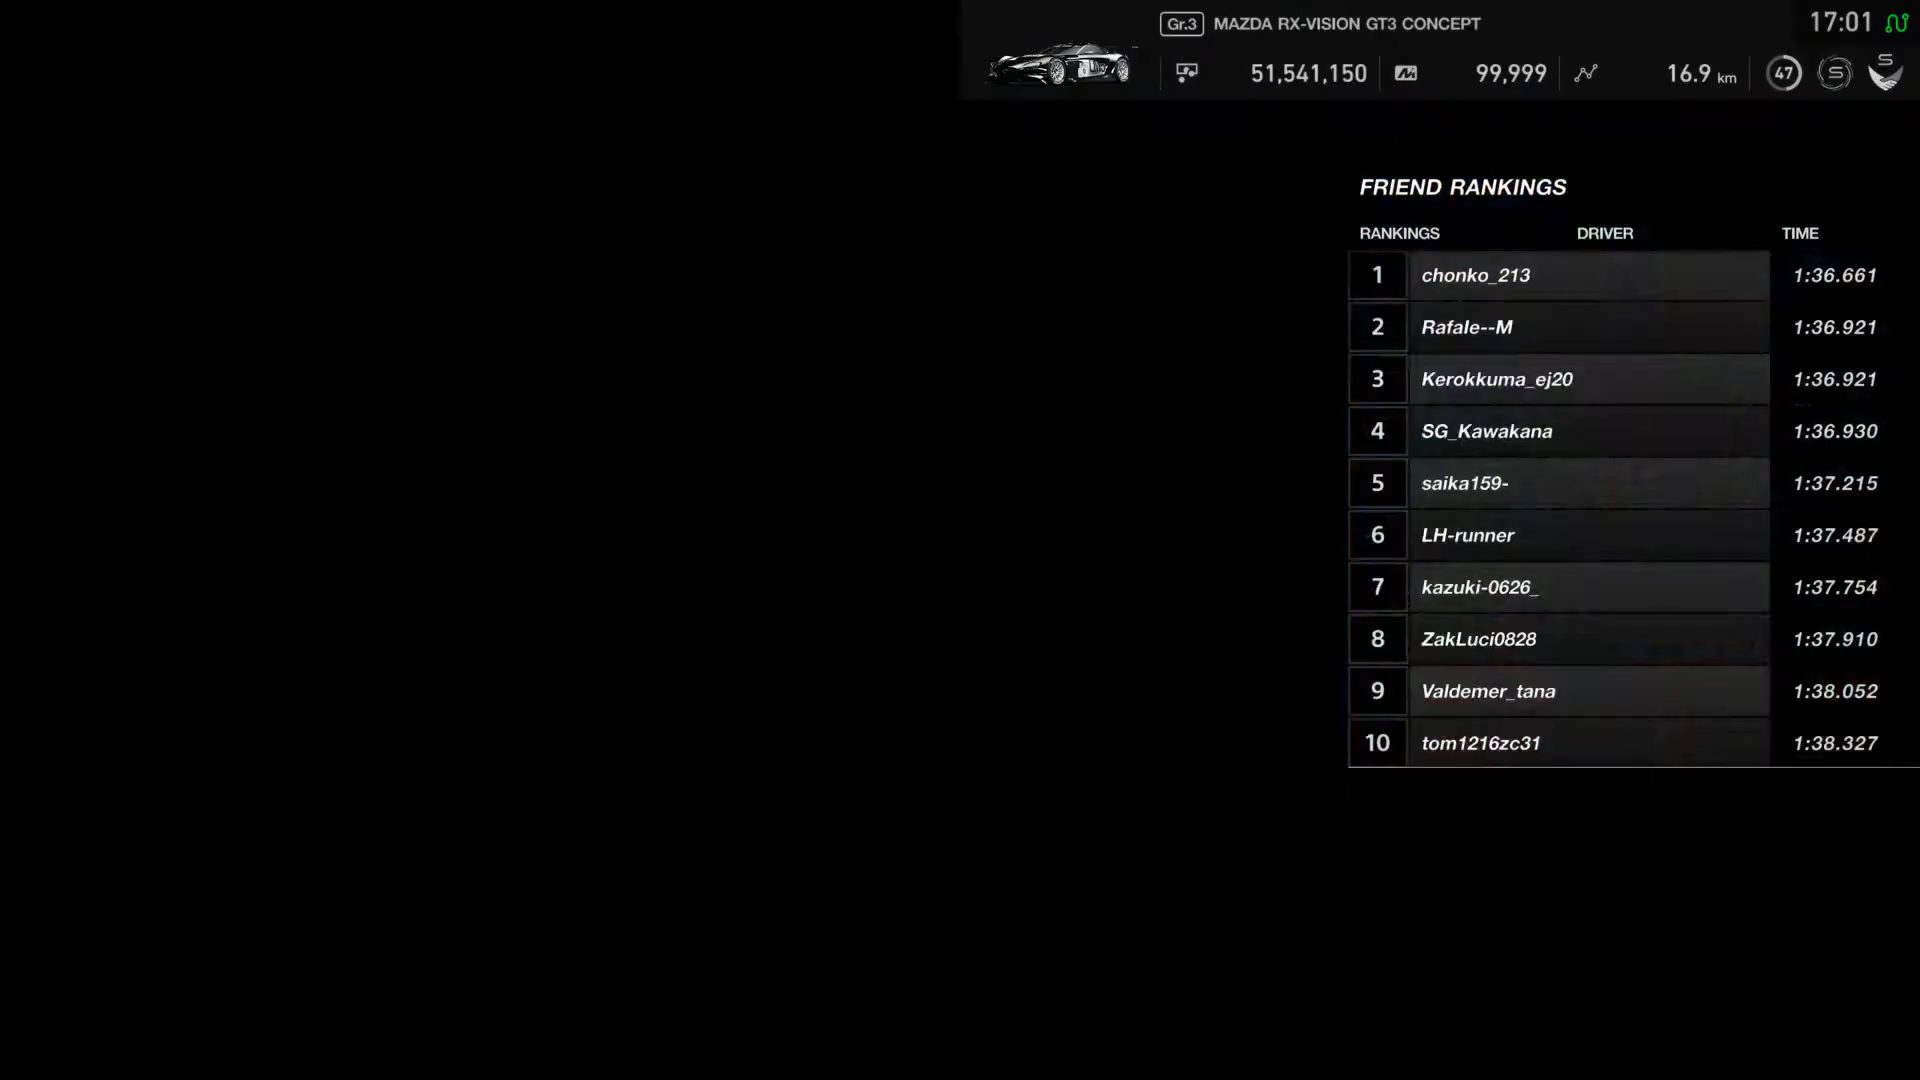 Gr.3 MAZDA RX-VISION GT3 CONCEPT 17:01
51,541,150 99,999 16.9 km 47 S S
FRIEND RANKINGS
RANKINGS DRIVER TIME
1 chonko_213 1:36.661
2 Rafale--M 1:36.921
3 Kerokkuma_ej20 1:36.921
4 SG_Kawakana 1:36.930
5 saika159- 1:37.215
6 LH-runner 1:37.487
7 kazuki-0626_ 1:37.754
8 ZakLuci0828 1:37.910
9 Valdemer_tana 1:38.052
10 tom1216zc31 1:38.327